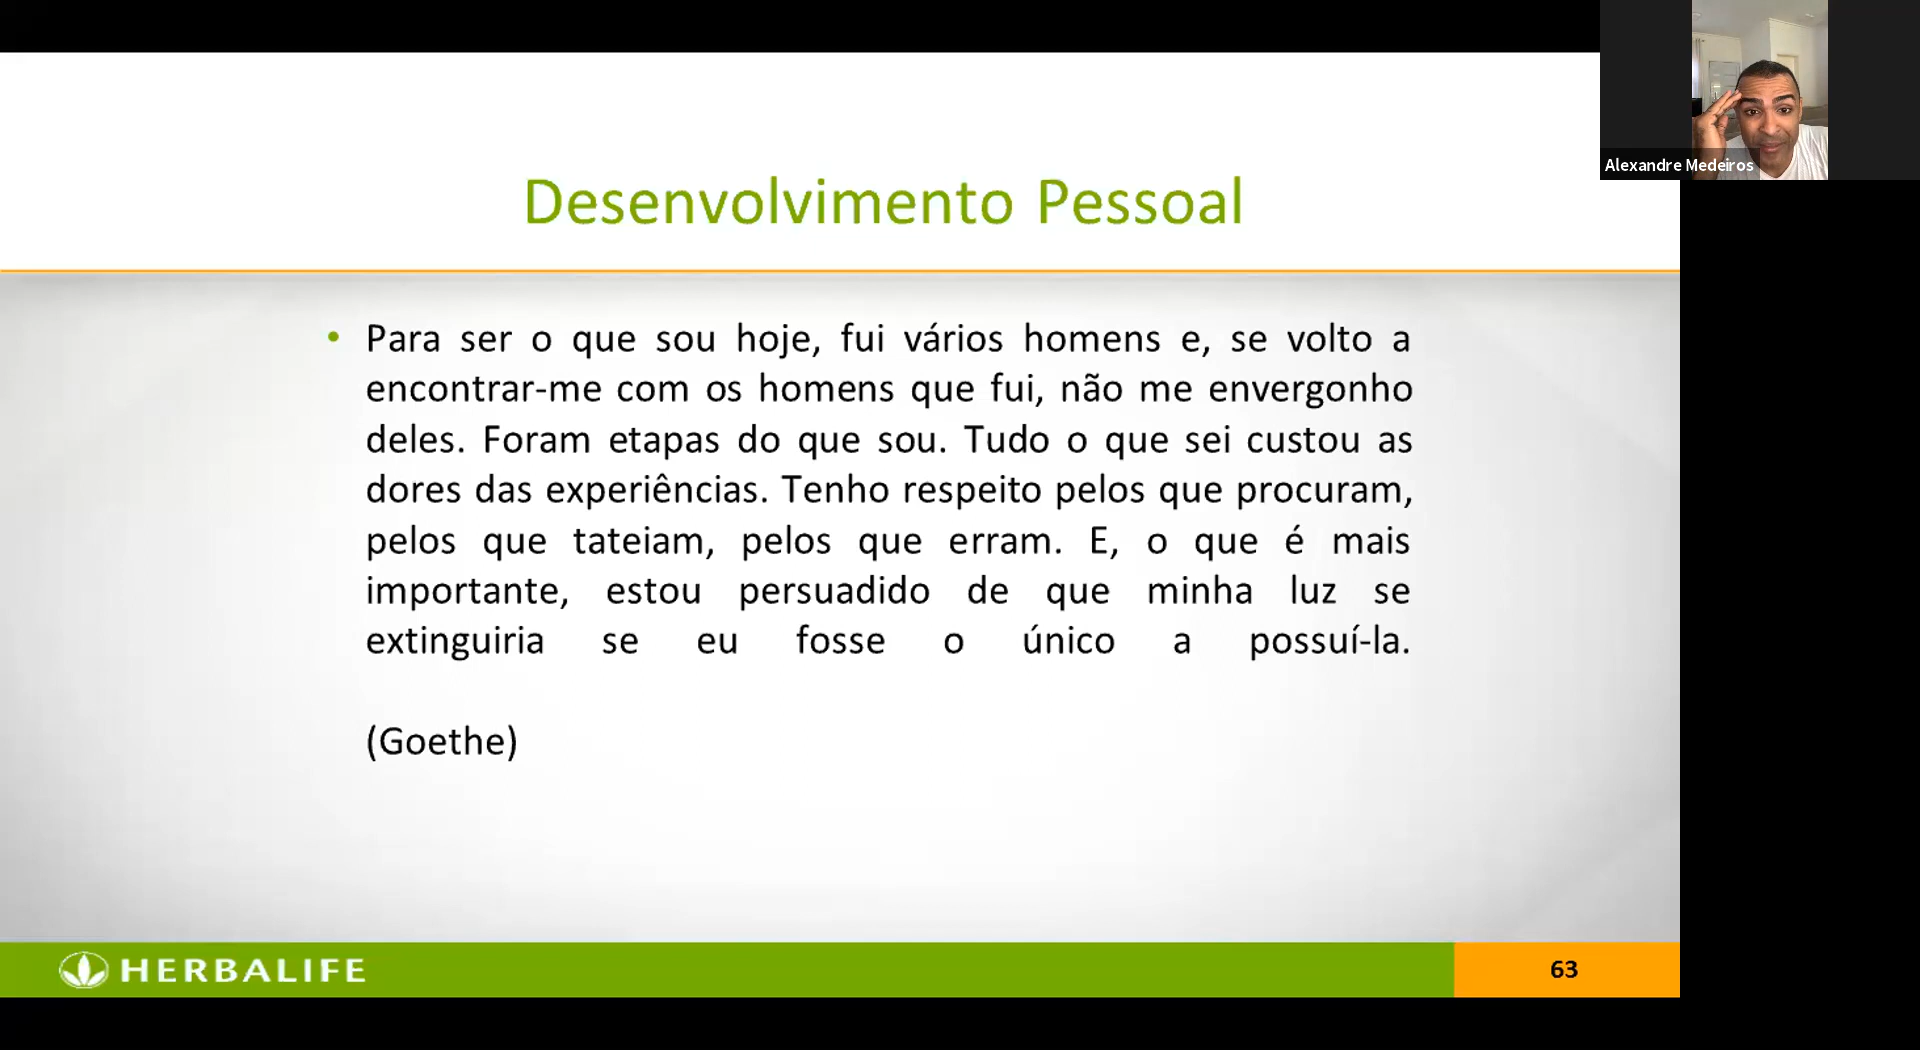 Alexandre Medeiros
Desenvolvimento Pessoal
• Para ser o que sou hoje, fui vários homens e, se volto a
encontrar-me com os homens que fui, não me envergonho
deles. Foram etapas do que sou. Tudo o que sei custou as
dores das experiências. Tenho respeito pelos que procuram,
pelos que tateiam, pelos que erram. E, o que é mais
importante, estou persuadido de que minha luz se
extinguiria se eu fosse o único a possuí-la.
(Goethe)
HERBALIFE
63